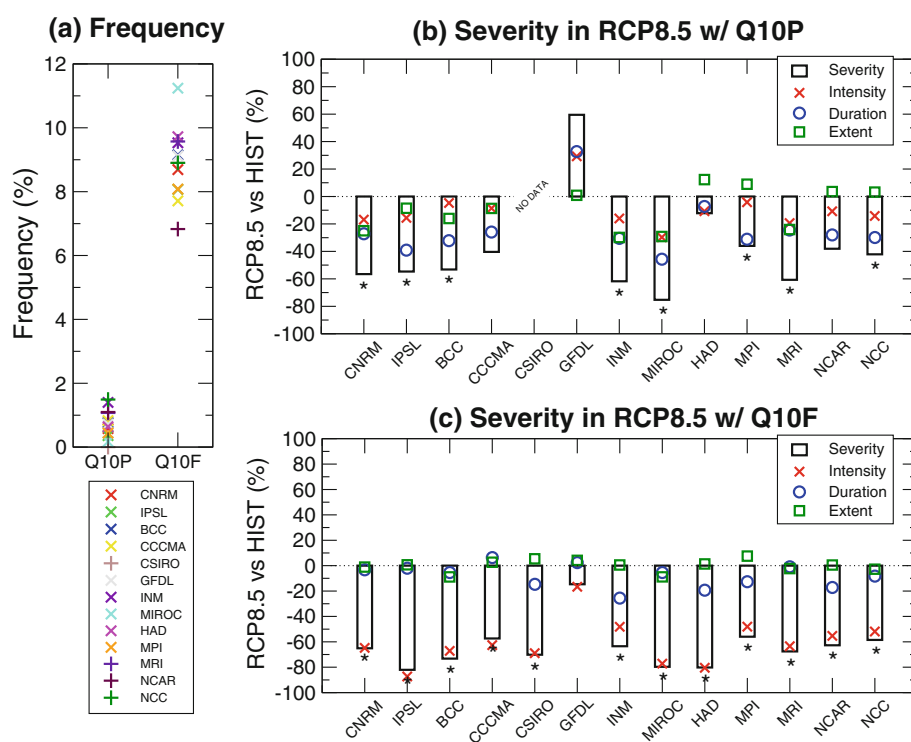 (a) Frequency
Frequency (%)
12
10
8
6
4
2
0
Q10P Q10F
CNRM
IPSL
BCC
CCCMA
CSIRO
GFDL
INM
MIROC
HAD
MPI
MRI
NCAR
NCC
(b) Severity in RCP8.5 w/ Q10P
RCP8.5 vs HIST (%)
100
80
60
40
20
0
-20
-40
-60
-80
-100
Severity
Intensity
Duration
Extent
NO DATA
* * * * * * * *
CNRM IPSL BCC CCCMA CSIRO GFDL INM MIROC HAD MPI MRI NCAR NCC
(c) Severity in RCP8.5 w/ Q10F
RCP8.5 vs HIST (%)
100
80
60
40
20
0
-20
-40
-60
-80
-100
Severity
Intensity
Duration
Extent
* * * * * * * * * * * *
CNRM IPSL BCC CCCMA CSIRO GFDL INM MIROC HAD MPI MRI NCAR NCC